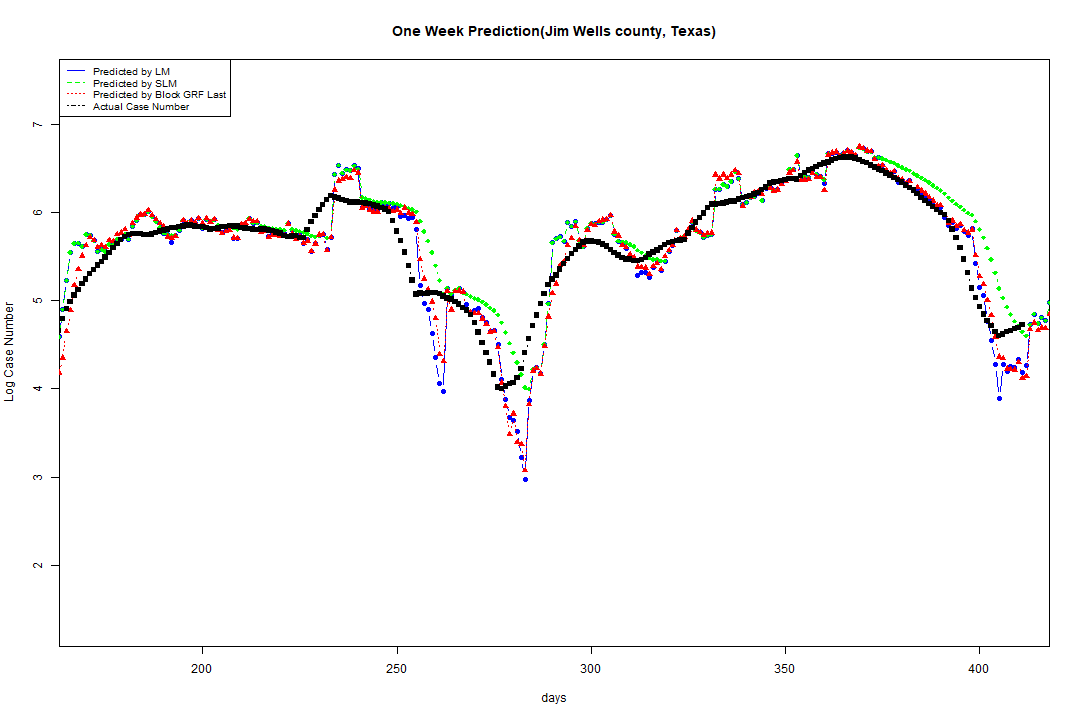 One Week Prediction(Jim Wells county, Texas)
Predicted by LM
Predicted by SLM
Predicted by Block GRF Last
Actual Case Number
7
6
5
4
3
2
Log Case Number
200 250 300 350 400
days